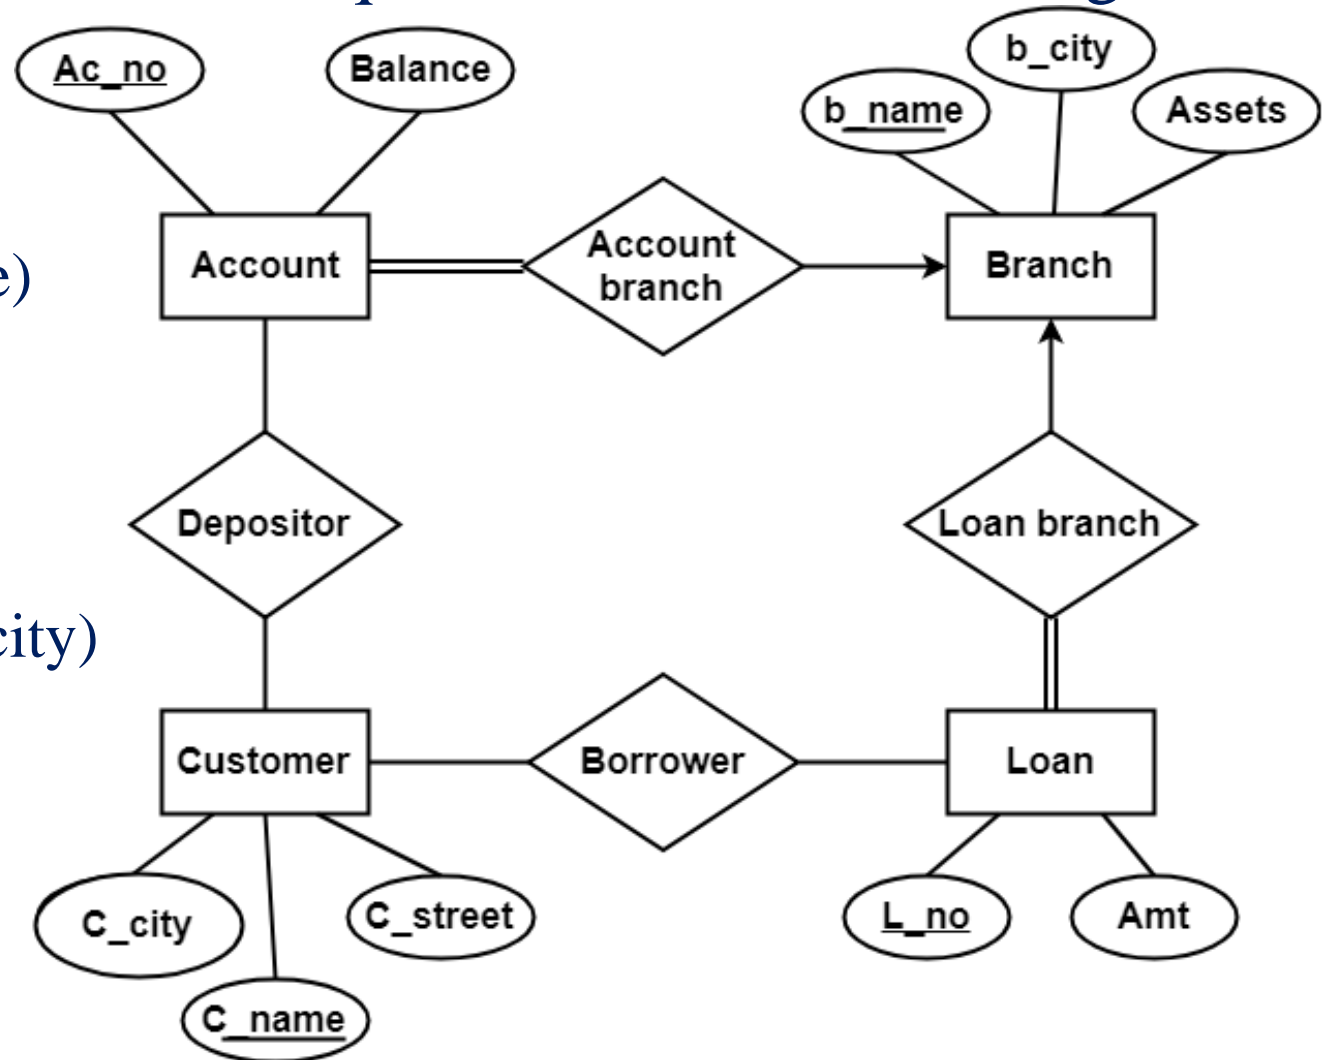 b_city
Ac_no
Balance
b_name
Assets
Account
branch
Account
Branch
e)
Depositor
Loan branch
city)
Customer
Borrower
Loan
C_city
C_street
L_no
Amt
C_name